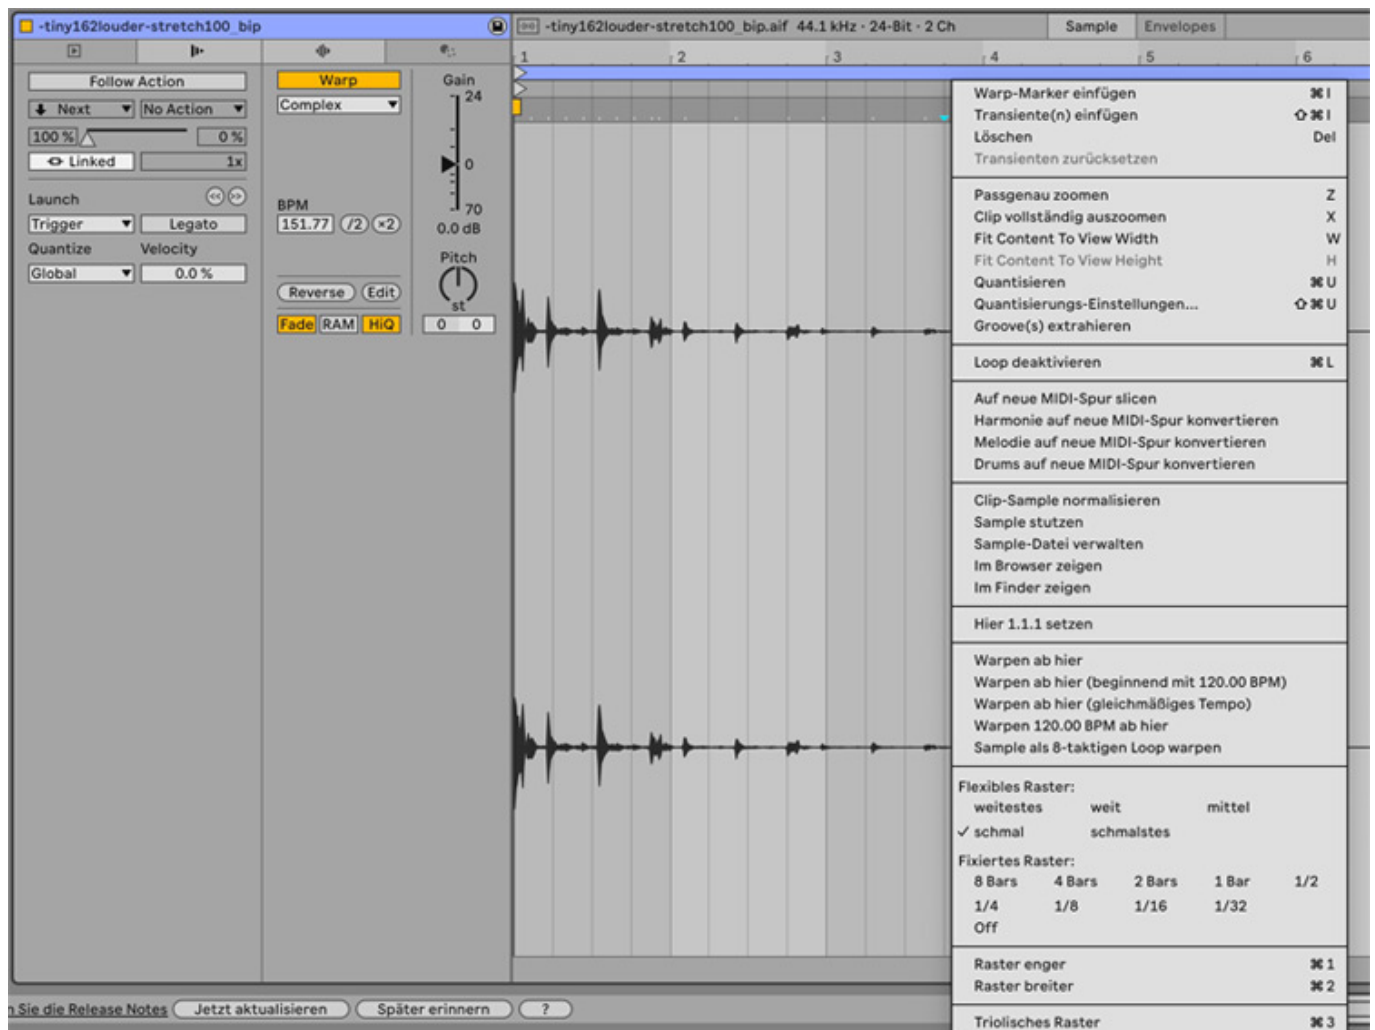 -tiny162louder-stretch100_bip
-tiny162louder-stretch100_bip.aif 44.1 kHz · 24-Bit · 2 Ch
Sample
Envelopes
1 2 3 4 5 6
Follow Action
Next No Action
100 % 0 %
Linked 1x
Launch
Trigger Legato
Quantize Velocity
Global 0.0 %
Warp
Complex
BPM
151.77 /2 ×2
Reverse Edit
Fade RAM HiQ
Gain
24
0
70
0.0 dB
Pitch
st
0 0
Warp-Marker einfügen ⌘ I
Transiente(n) einfügen ⇧ ⌘ I
Löschen Del
Transienten zurücksetzen
Passgenau zoomen Z
Clip vollständig auszoomen X
Fit Content To View Width W
Fit Content To View Height H
Quantisieren ⌘ U
Quantisierungs-Einstellungen... ⇧ ⌘ U
Groove(s) extrahieren
Loop deaktivieren ⌘ L
Auf neue MIDI-Spur slicen
Harmonie auf neue MIDI-Spur konvertieren
Melodie auf neue MIDI-Spur konvertieren
Drums auf neue MIDI-Spur konvertieren
Clip-Sample normalisieren
Sample stutzen
Sample-Datei verwalten
Im Browser zeigen
Im Finder zeigen
Hier 1.1.1 setzen
Warpen ab hier
Warpen ab hier (beginnend mit 120.00 BPM)
Warpen ab hier (gleichmäßiges Tempo)
Warpen 120.00 BPM ab hier
Sample als 8-taktigen Loop warpen
Flexibles Raster:
weitestes weit mittel
✓ schmal schmalstes
Fixiertes Raster:
8 Bars 4 Bars 2 Bars 1 Bar 1/2
1/4 1/8 1/16 1/32
Off
Raster enger ⌘ 1
Raster breiter ⌘ 2
Triolisches Raster ⌘ 3
n Sie die Release Notes Jetzt aktualisieren Später erinnern ?